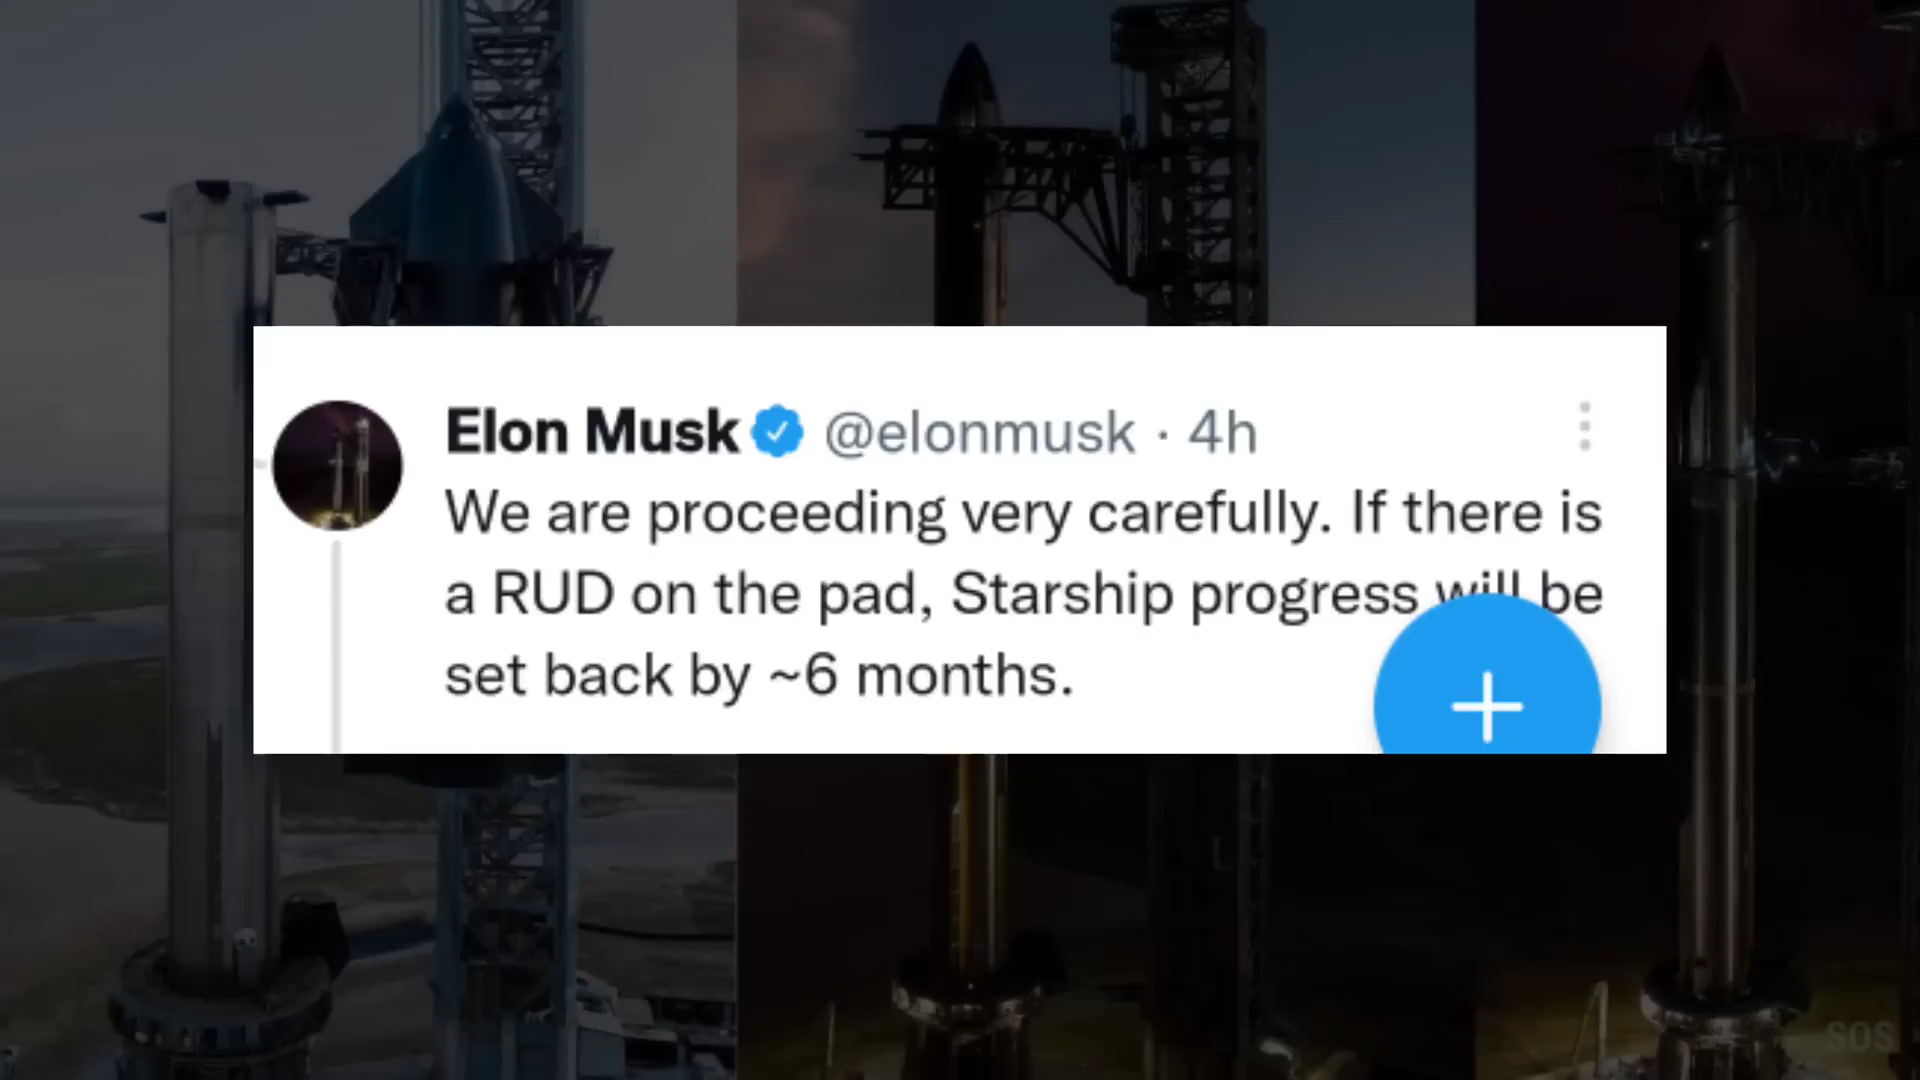 Elon Musk @elonmusk · 4h
We are proceeding very carefully. If there is
a RUD on the pad, Starship progress will be
set back by ~6 months.
SOS